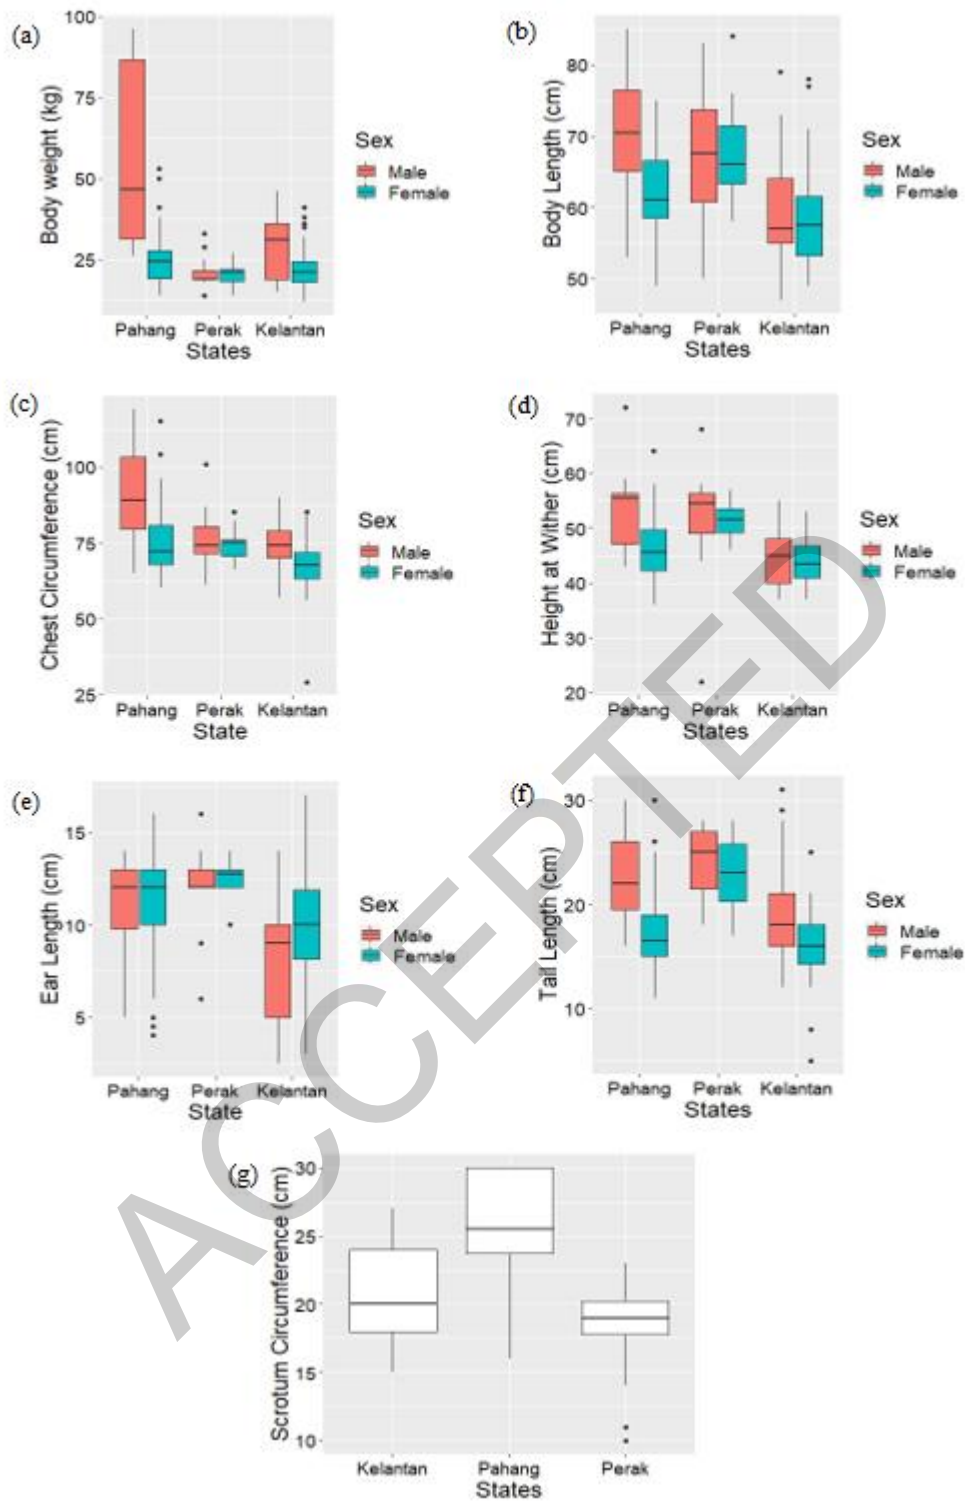 (a)
Body weight (kg)
100
75
50
25
Pahang Perak Kelantan
States
Sex
Male
Female
(b)
Body Length (cm)
80
70
60
50
Pahang Perak Kelantan
States
Sex
Male
Female
(c)
Chest Circumference (cm)
100
75
50
25
Pahang Perak Kelantan
State
Sex
Male
Female
(d)
Height at Wither (cm)
70
60
50
40
30
20
Pahang Perak Kelantan
States
Sex
Male
Female
(e)
Ear Length (cm)
15
10
5
Pahang Perak Kelantan
State
Sex
Male
Female
(f)
Tail Length (cm)
30
20
10
Pahang Perak Kelantan
States
Sex
Male
Female
(g)
Scrotum Circumference (cm)
30
25
20
15
10
Kelantan Pahang Perak
States
ACCEPTED